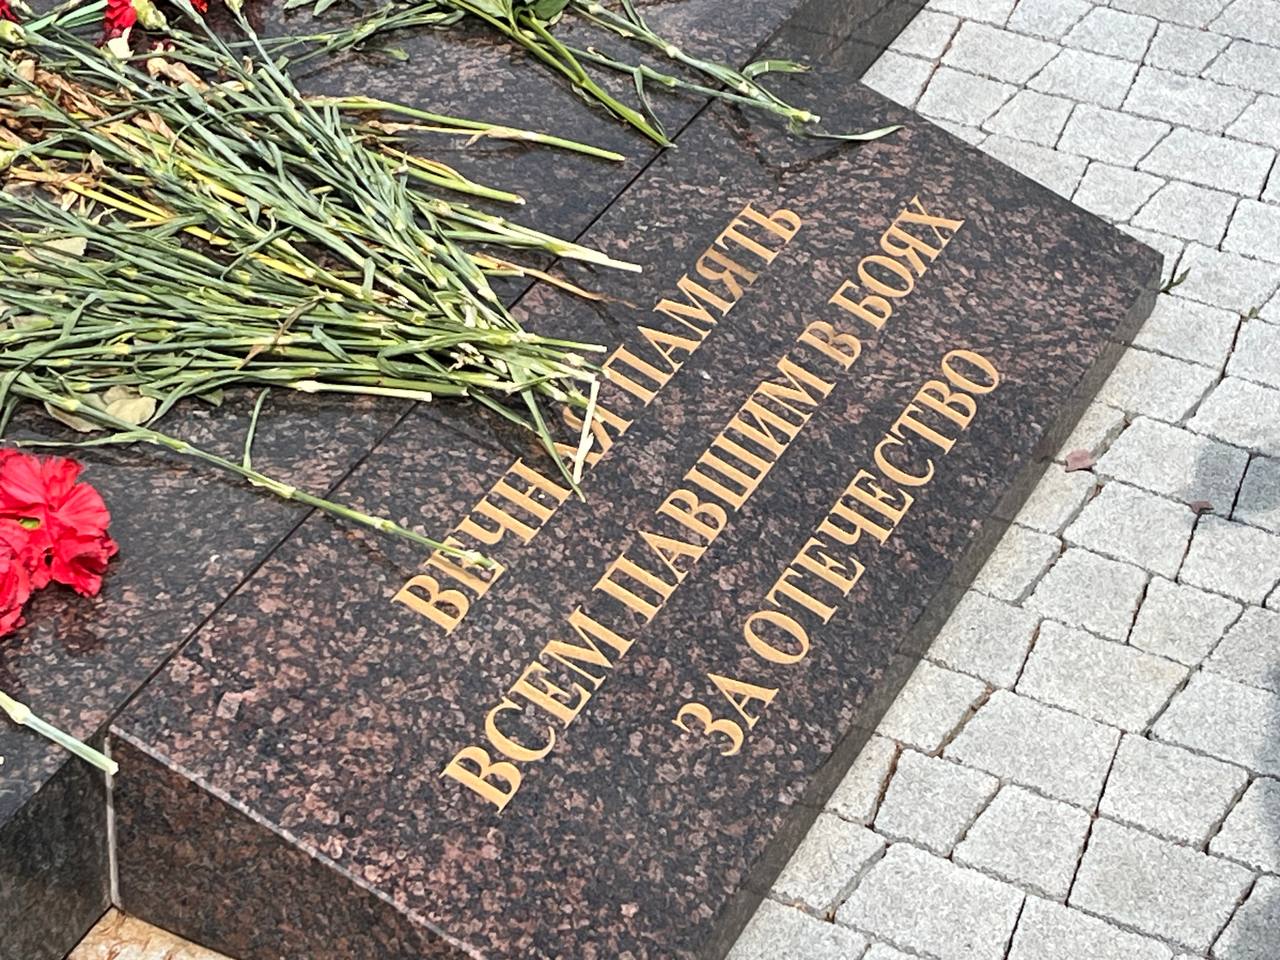 ВЕЧНАЯ ПАМЯТЬ
ВСЕМ ПАВШИМ В БОЯХ
ЗА ОТЕЧЕСТВО